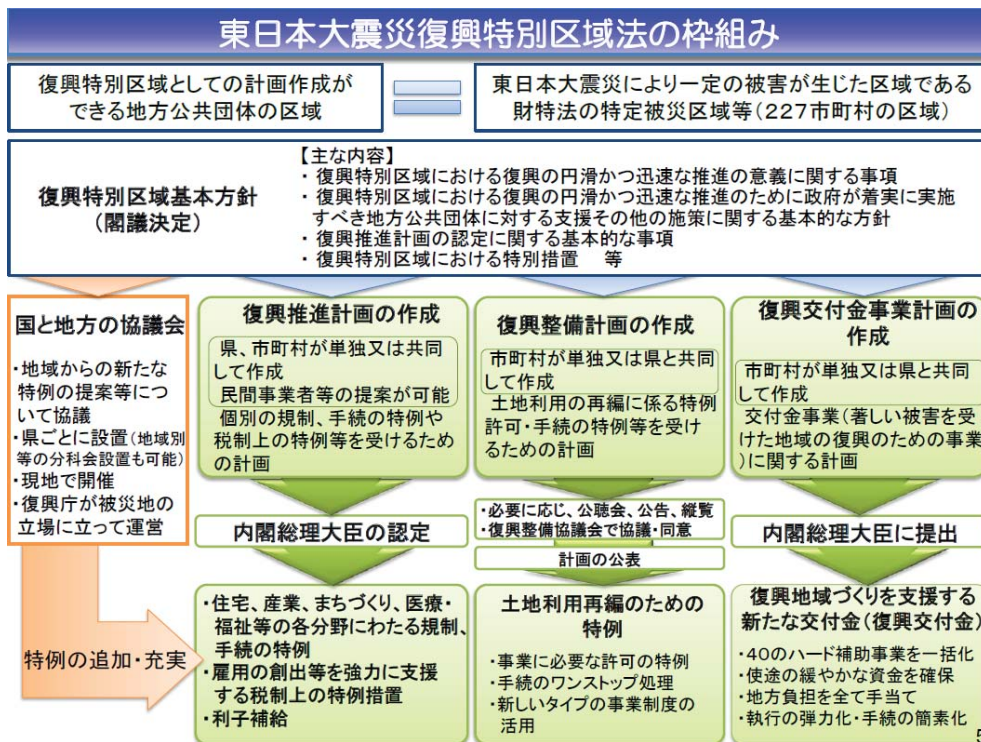 東日本大震災復興特別区域法の枠組み
復興特別区域としての計画作成が
できる地方公共団体の区域
東日本大震災により一定の被害が生じた区域である
財特法の特定被災区域等(227市町村の区域)
復興特別区域基本方針
(閣議決定)
【主な内容】
・復興特別区域における復興の円滑かつ迅速な推進の意義に関する事項
・復興特別区域における復興の円滑かつ迅速な推進のために政府が着実に実施
すべき地方公共団体に対する支援その他の施策に関する基本的な方針
・復興推進計画の認定に関する基本的な事項
・復興特別区域における特別措置 等
国と地方の協議会
・地域からの新たな
特例の提案等につ
いて協議
・県ごとに設置(地域別
等の分科会設置も可能)
・現地で開催
・復興庁が被災地の
立場に立って運営
特例の追加・充実
復興推進計画の作成
県、市町村が単独又は共同
して作成
民間事業者等の提案が可能
個別の規制、手続の特例や
税制上の特例等を受けるため
の計画
内閣総理大臣の認定
・住宅、産業、まちづくり、医療・
福祉等の各分野にわたる規制、
手続の特例
・雇用の創出等を強力に支援
する税制上の特例措置
・利子補給
復興整備計画の作成
市町村が単独又は県と共同
して作成
土地利用の再編に係る特例
許可・手続の特例等を受け
るための計画
・必要に応じ、公聴会、公告、縦覧
・復興整備協議会で協議・同意
計画の公表
土地利用再編のための
特例
・事業に必要な許可の特例
・手続のワンストップ処理
・新しいタイプの事業制度の
活用
復興交付金事業計画の
作成
市町村が単独又は県と共同
して作成
交付金事業(著しい被害を受
けた地域の復興のための事業
)に関する計画
内閣総理大臣に提出
復興地域づくりを支援する
新たな交付金(復興交付金)
・40のハード補助事業を一括化
・使途の緩やかな資金を確保
・地方負担を全て手当て
・執行の弾力化・手続の簡素化
5